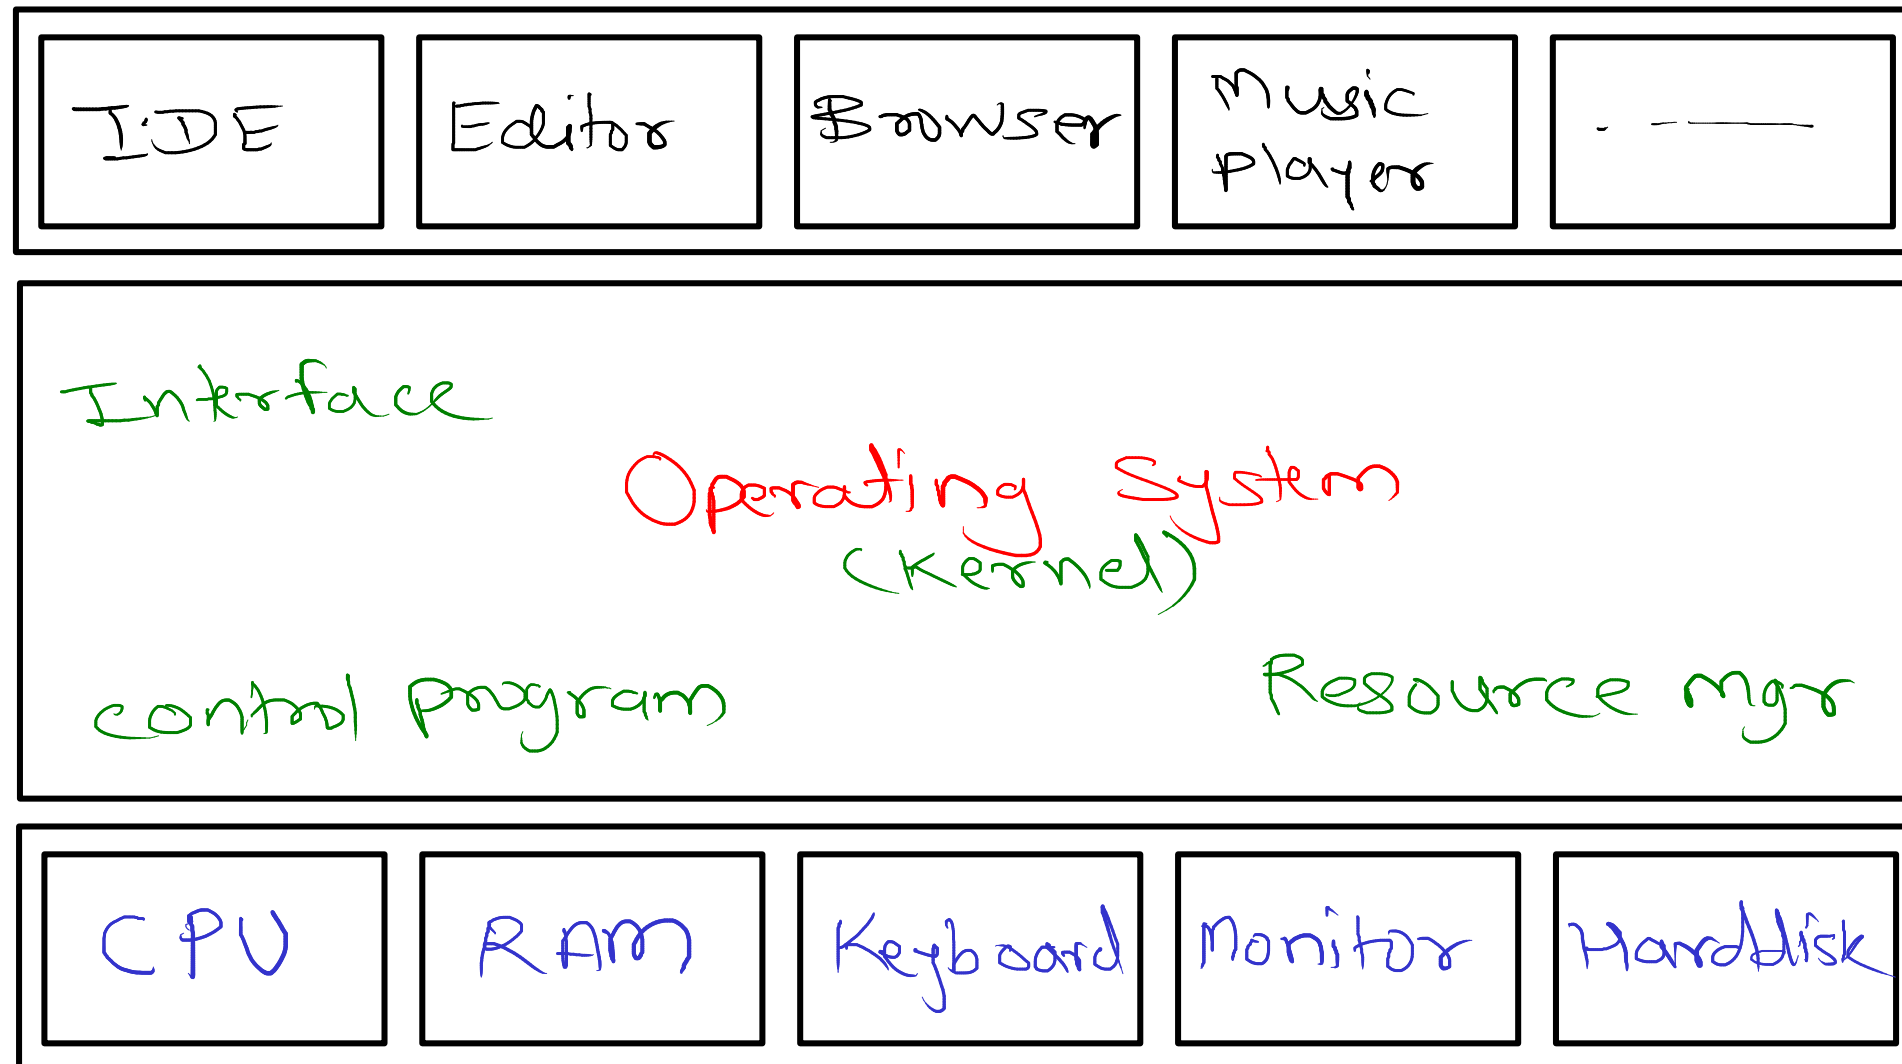 IDE
Editor
Browser
Music
Player
Interface
Operating System
(Kernel)
control program
Resource mgr
CPU
RAM
Keyboard
Monitor
Harddisk